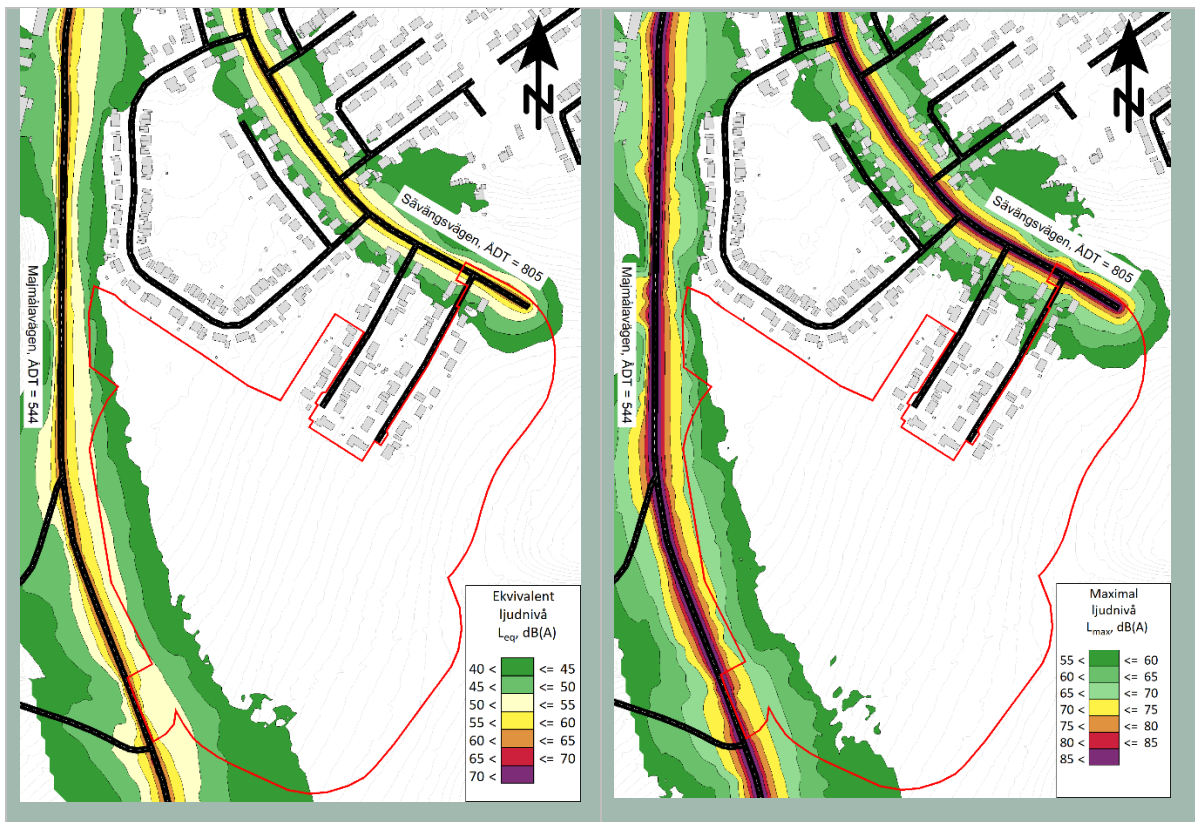 N
Sävängsvägen, ÅDT = 805
Majmålavägen, ÅDT = 544
Ekvivalent
ljudnivå
Leq, dB(A)
40 < <= 45
45 < <= 50
50 < <= 55
55 < <= 60
60 < <= 65
65 < <= 70
70 <
N
Sävängsvägen, ÅDT = 805
Majmålavägen, ÅDT = 544
Maximal
ljudnivå
Lmax, dB(A)
55 < <= 60
60 < <= 65
65 < <= 70
70 < <= 75
75 < <= 80
80 < <= 85
85 <